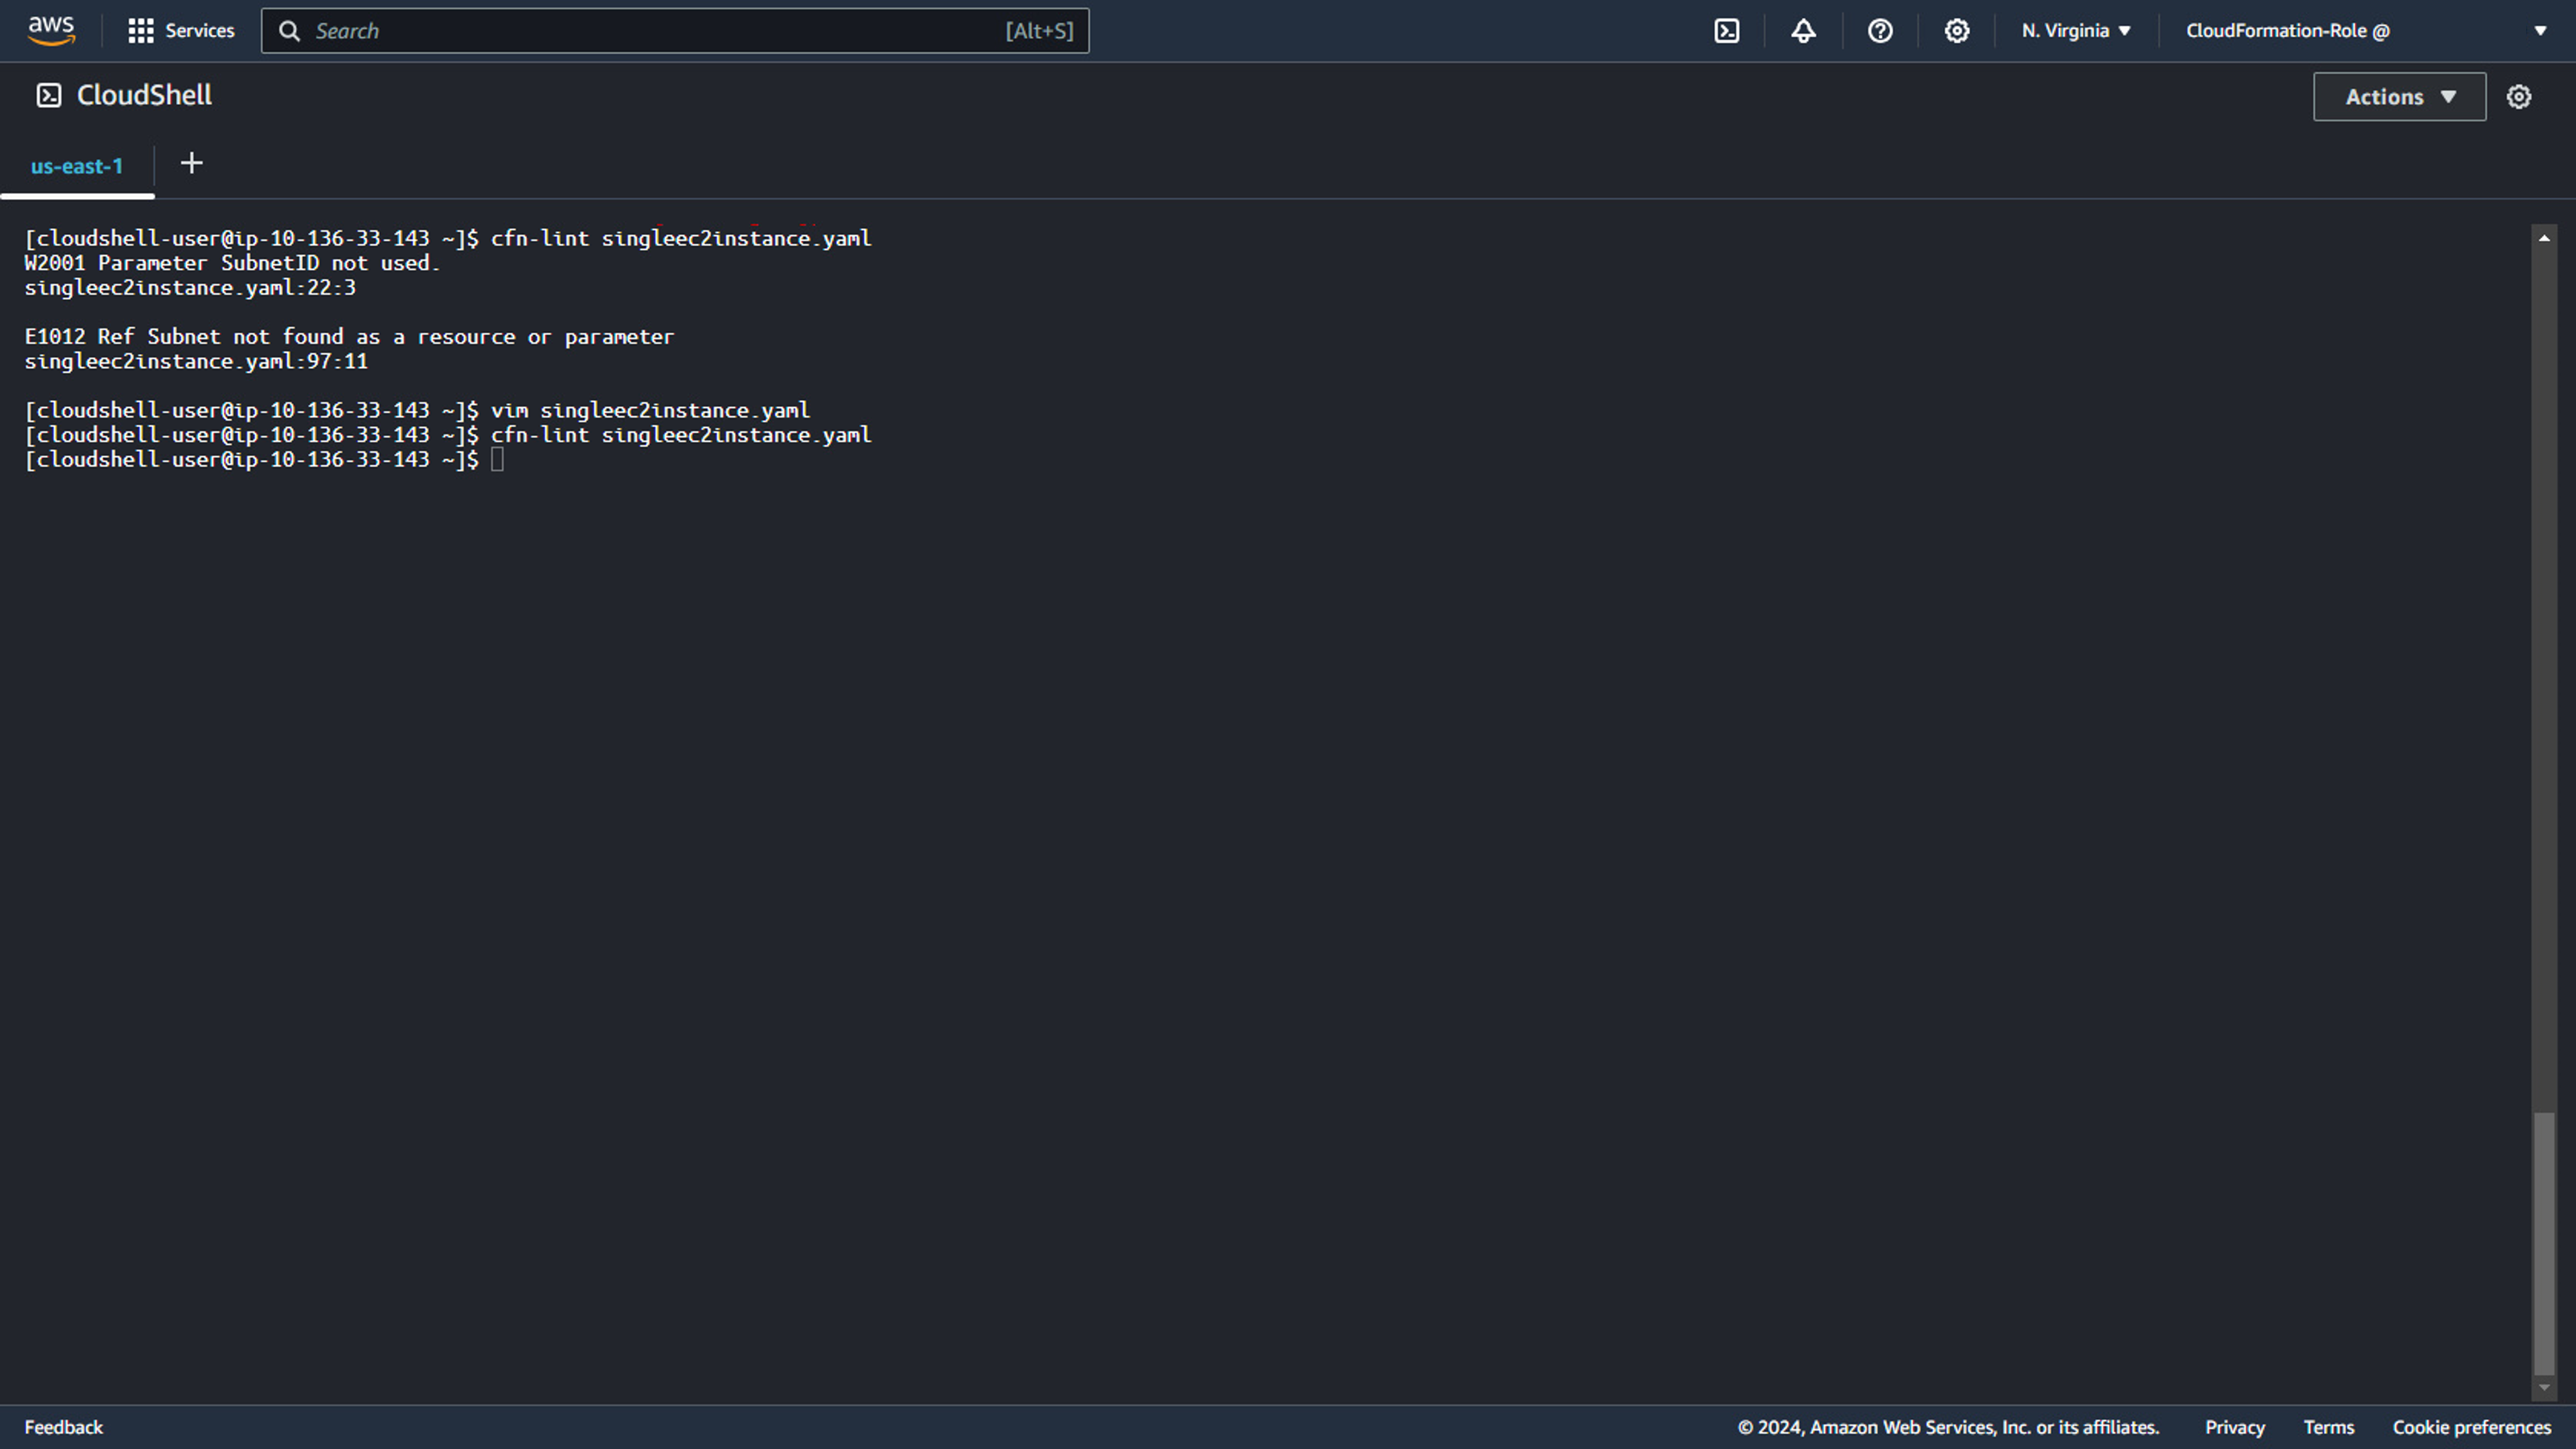 aws Services Search [Alt+S] N. Virginia CloudFormation-Role @
CloudShell Actions
us-east-1 +
[cloudshell-user@ip-10-136-33-143 ~]$ cfn-lint singleec2instance.yaml
W2001 Parameter SubnetID not used.
singleec2instance.yaml:22:3
E1012 Ref Subnet not found as a resource or parameter
singleec2instance.yaml:97:11
[cloudshell-user@ip-10-136-33-143 ~]$ vim singleec2instance.yaml
[cloudshell-user@ip-10-136-33-143 ~]$ cfn-lint singleec2instance.yaml
[cloudshell-user@ip-10-136-33-143 ~]$
Feedback © 2024, Amazon Web Services, Inc. or its affiliates. Privacy Terms Cookie preferences